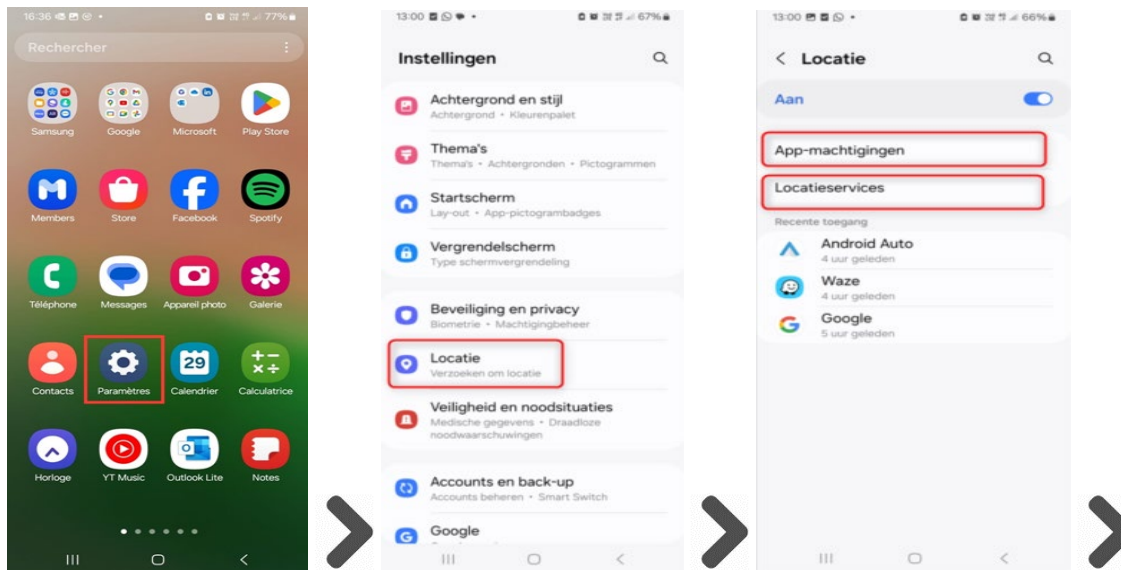 16:36 77%
Rechercher
Samsung Google Microsoft Play Store
Members Store Facebook Spotify
Téléphone Messages Appareil photo Galerie
29
Contacts Paramètres Calendrier Calculatrice
Horloge YT Music Outlook Lite Notes
13:00 67%
Instellingen
Achtergrond en stijl
Achtergrond • Kleurenpalet
Thema's
Thema's • Achtergronden • Pictogrammen
Startscherm
Lay-out • App-pictogrambadges
Vergrendelscherm
Type schermvergrendeling
Beveiliging en privacy
Biometrie • Machtigingbeheer
Locatie
Verzoeken om locatie
Veiligheid en noodsituaties
Medische gegevens • Draadloze
noodwaarschuwingen
Accounts en back-up
Accounts beheren • Smart Switch
Google
13:00 66%
Locatie
Aan
App-machtigingen
Locatieservices
Recente toegang
Android Auto
4 uur geleden
Waze
4 uur geleden
Google
5 uur geleden